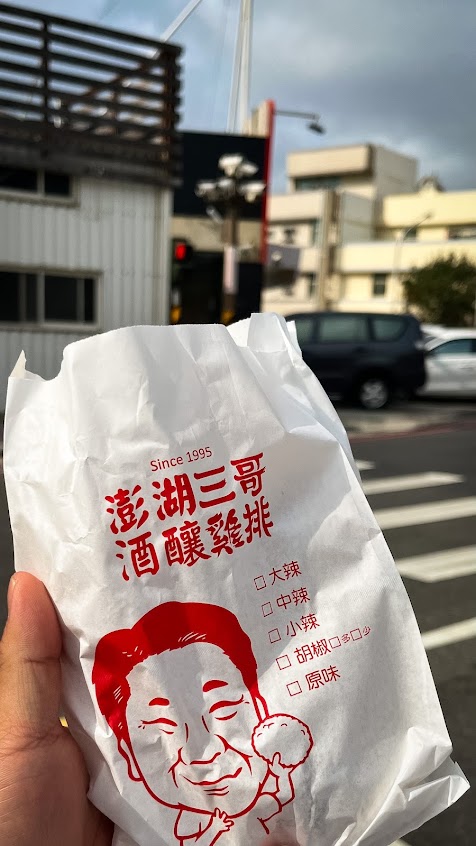 Since 1995
澎湖三哥
酒釀雞排
□大辣
□中辣
□小辣
□胡椒□多□少
□原味